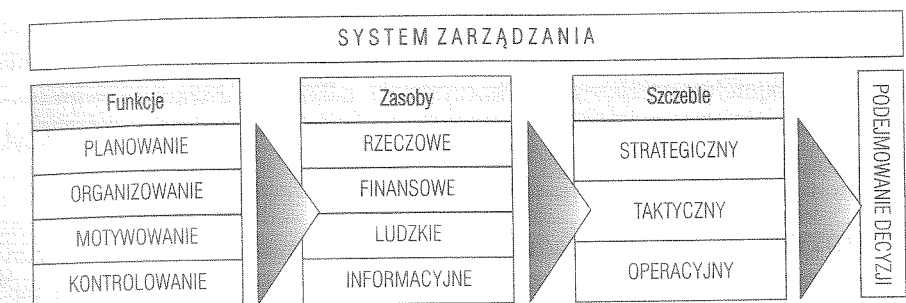 SYSTEM ZARZĄDZANIA
Funkcje
PLANOWANIE
ORGANIZOWANIE
MOTYWOWANIE
KONTROLOWANIE
Zasoby
RZECZOWE
FINANSOWE
LUDZKIE
INFORMACYJNE
Szczeble
STRATEGICZNY
TAKTYCZNY
OPERACYJNY
PODEJMOWANIE DECYZJI